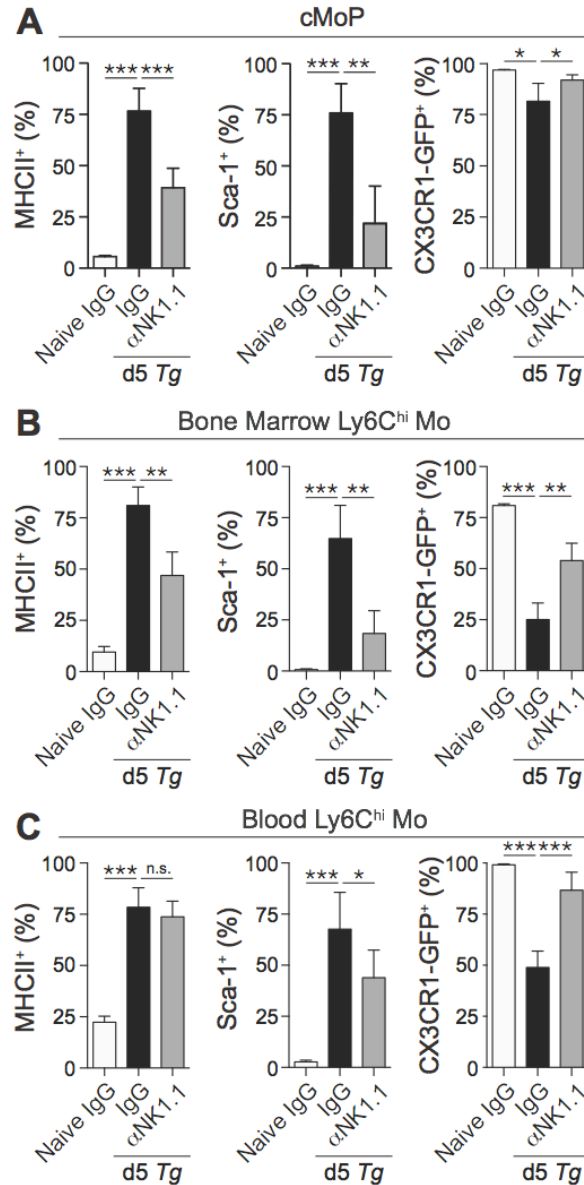 A
cMoP
*** ***
*** **
* *
MHCII⁺ (%)
100
75
50
25
0
Sca-1⁺ (%)
100
75
50
25
0
CX3CR1-GFP⁺ (%)
100
75
50
25
0
Naive IgG IgG αNK1.1
Naive IgG IgG αNK1.1
Naive IgG IgG αNK1.1
d5 Tg
d5 Tg
d5 Tg
B
Bone Marrow Ly6Cʰⁱ Mo
*** **
*** **
*** **
MHCII⁺ (%)
100
75
50
25
0
Sca-1⁺ (%)
100
75
50
25
0
CX3CR1-GFP⁺ (%)
100
75
50
25
0
Naive IgG IgG αNK1.1
Naive IgG IgG αNK1.1
Naive IgG IgG αNK1.1
d5 Tg
d5 Tg
d5 Tg
C
Blood Ly6Cʰⁱ Mo
*** n.s.
*** *
*** ***
MHCII⁺ (%)
100
75
50
25
0
Sca-1⁺ (%)
100
75
50
25
0
CX3CR1-GFP⁺ (%)
100
75
50
25
0
Naive IgG IgG αNK1.1
Naive IgG IgG αNK1.1
Naive IgG IgG αNK1.1
d5 Tg
d5 Tg
d5 Tg